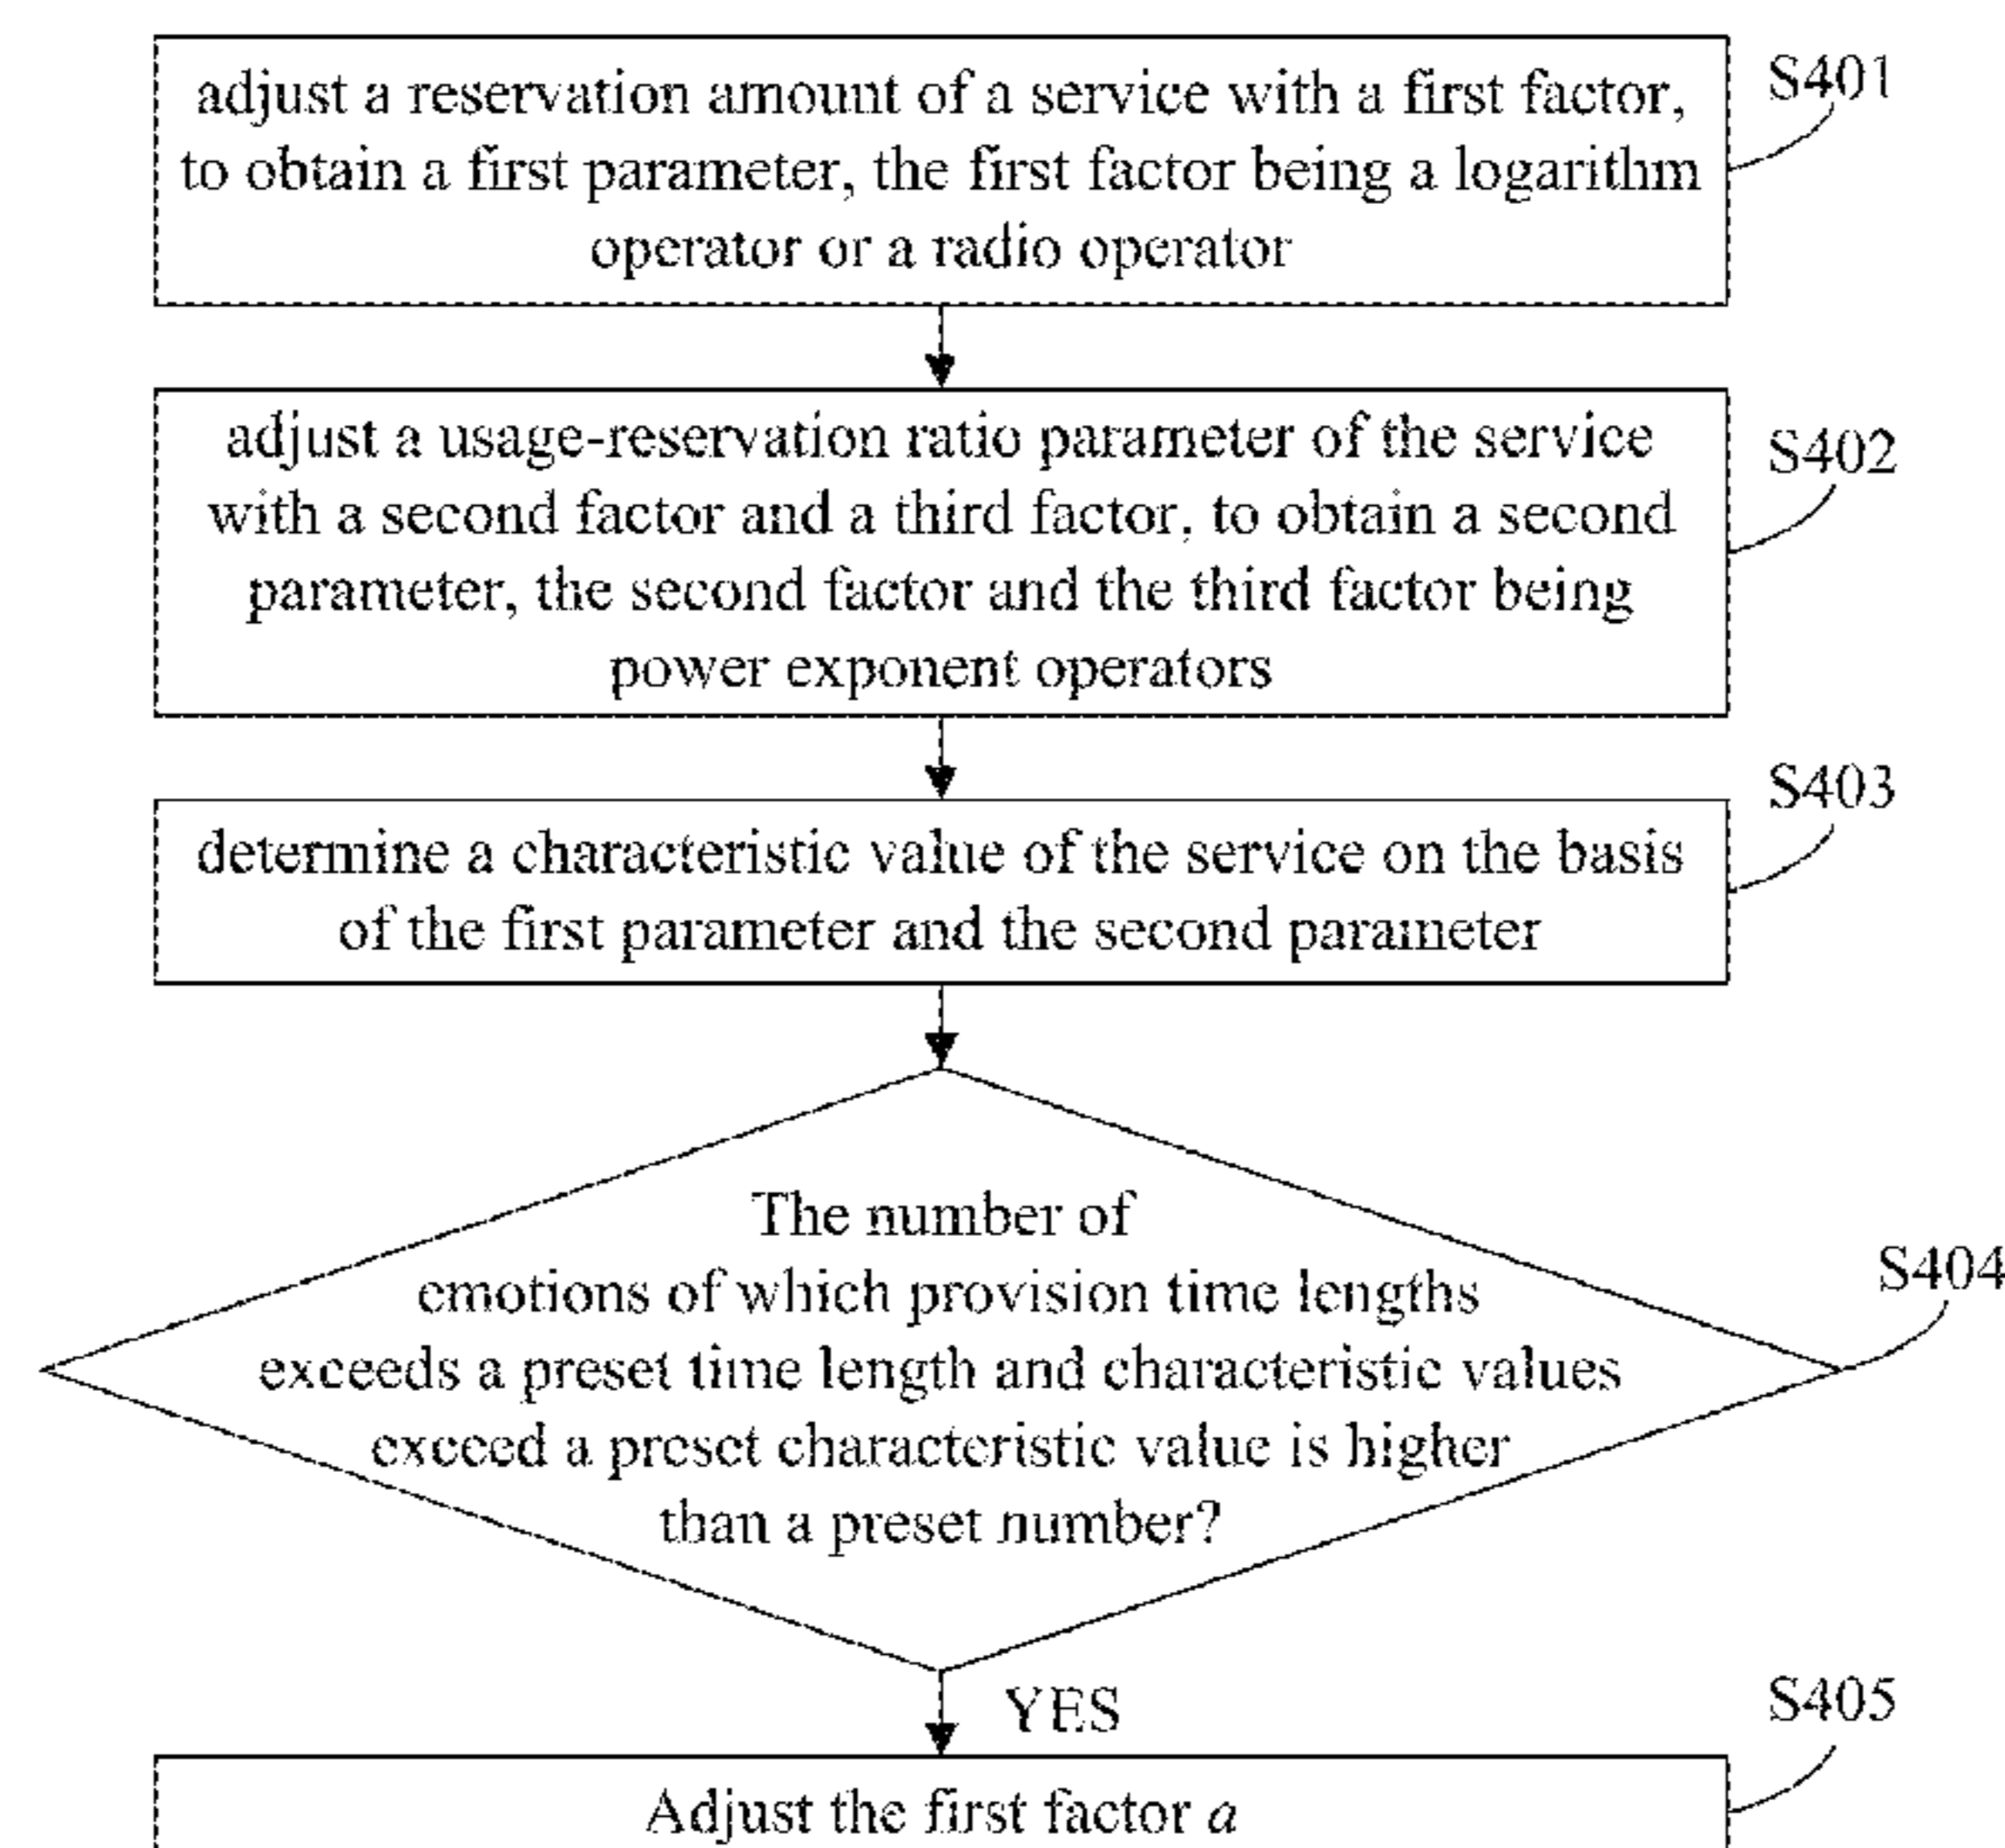 adjust a reservation amount of a service with a first factor,
to obtain a first parameter, the first factor being a logarithm
operator or a radio operator
S401
adjust a usage-reservation ratio parameter of the service
with a second factor and a third factor, to obtain a second
parameter, the second factor and the third factor being
power exponent operators
S402
determine a characteristic value of the service on the basis
of the first parameter and the second parameter
S403
The number of
emotions of which provision time lengths
exceeds a preset time length and characteristic values
exceed a preset characteristic value is higher
than a preset number?
S404
YES
Adjust the first factor a
S405